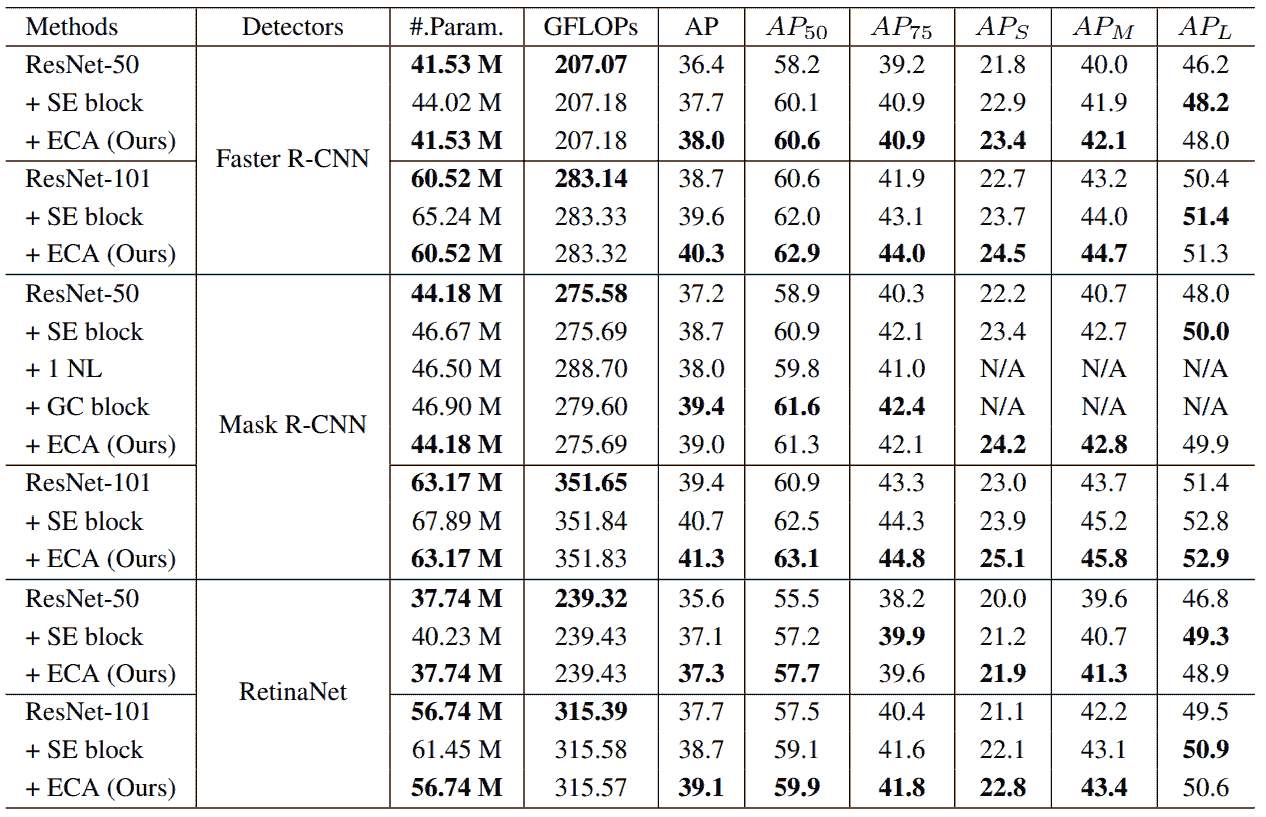 Methods Detectors #.Param. GFLOPs AP AP50 AP75 APS APM APL
ResNet-50 41.53 M 207.07 36.4 58.2 39.2 21.8 40.0 46.2
+ SE block 44.02 M 207.18 37.7 60.1 40.9 22.9 41.9 48.2
+ ECA (Ours) 41.53 M 207.18 38.0 60.6 40.9 23.4 42.1 48.0
Faster R-CNN
ResNet-101 60.52 M 283.14 38.7 60.6 41.9 22.7 43.2 50.4
+ SE block 65.24 M 283.33 39.6 62.0 43.1 23.7 44.0 51.4
+ ECA (Ours) 60.52 M 283.32 40.3 62.9 44.0 24.5 44.7 51.3
ResNet-50 44.18 M 275.58 37.2 58.9 40.3 22.2 40.7 48.0
+ SE block 46.67 M 275.69 38.7 60.9 42.1 23.4 42.7 50.0
+ 1 NL 46.50 M 288.70 38.0 59.8 41.0 N/A N/A N/A
+ GC block 46.90 M 279.60 39.4 61.6 42.4 N/A N/A N/A
Mask R-CNN
+ ECA (Ours) 44.18 M 275.69 39.0 61.3 42.1 24.2 42.8 49.9
ResNet-101 63.17 M 351.65 39.4 60.9 43.3 23.0 43.7 51.4
+ SE block 67.89 M 351.84 40.7 62.5 44.3 23.9 45.2 52.8
+ ECA (Ours) 63.17 M 351.83 41.3 63.1 44.8 25.1 45.8 52.9
ResNet-50 37.74 M 239.32 35.6 55.5 38.2 20.0 39.6 46.8
+ SE block 40.23 M 239.43 37.1 57.2 39.9 21.2 40.7 49.3
+ ECA (Ours) 37.74 M 239.43 37.3 57.7 39.6 21.9 41.3 48.9
RetinaNet
ResNet-101 56.74 M 315.39 37.7 57.5 40.4 21.1 42.2 49.5
+ SE block 61.45 M 315.58 38.7 59.1 41.6 22.1 43.1 50.9
+ ECA (Ours) 56.74 M 315.57 39.1 59.9 41.8 22.8 43.4 50.6